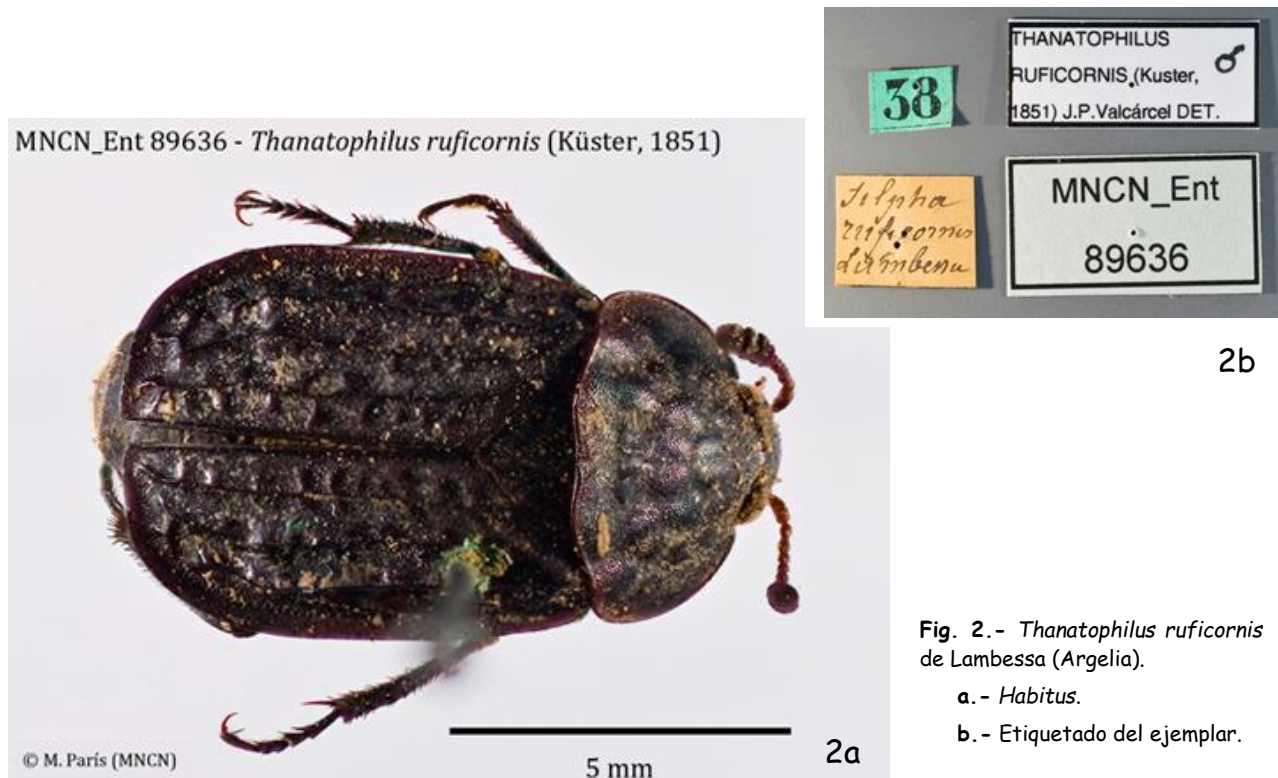 MNCN_Ent 89636 - Thanatophilus ruficornis (Küster, 1851)
© M. París (MNCN)
5 mm
2a
38
THANATOPHILUS
RUFICORNIS (Kuster,
1851) J.P.Valcárcel DET. ♂
Silpha
ruficornis
Lambessa
MNCN_Ent
89636
2b
Fig. 2.- Thanatophilus ruficornis
de Lambessa (Argelia).
a.- Habitus.
b.- Etiquetado del ejemplar.